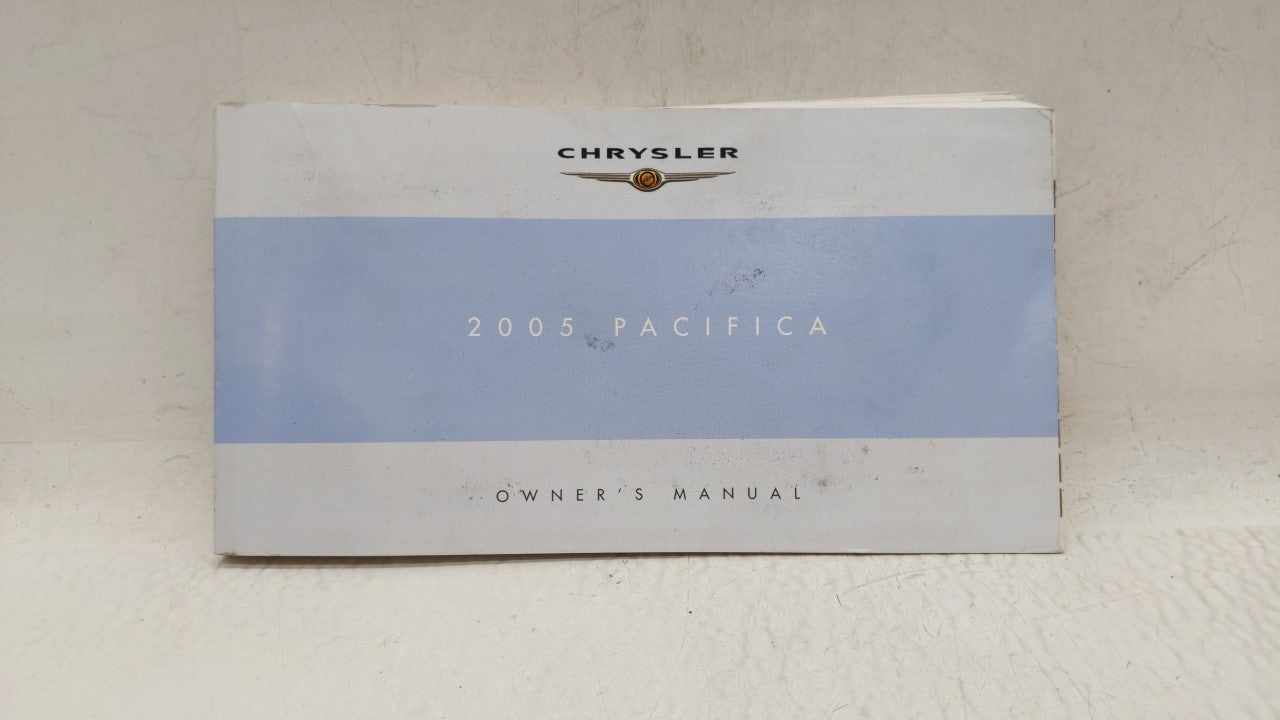 CHRYSLER
2005 PACIFICA
OWNER'S MANUAL